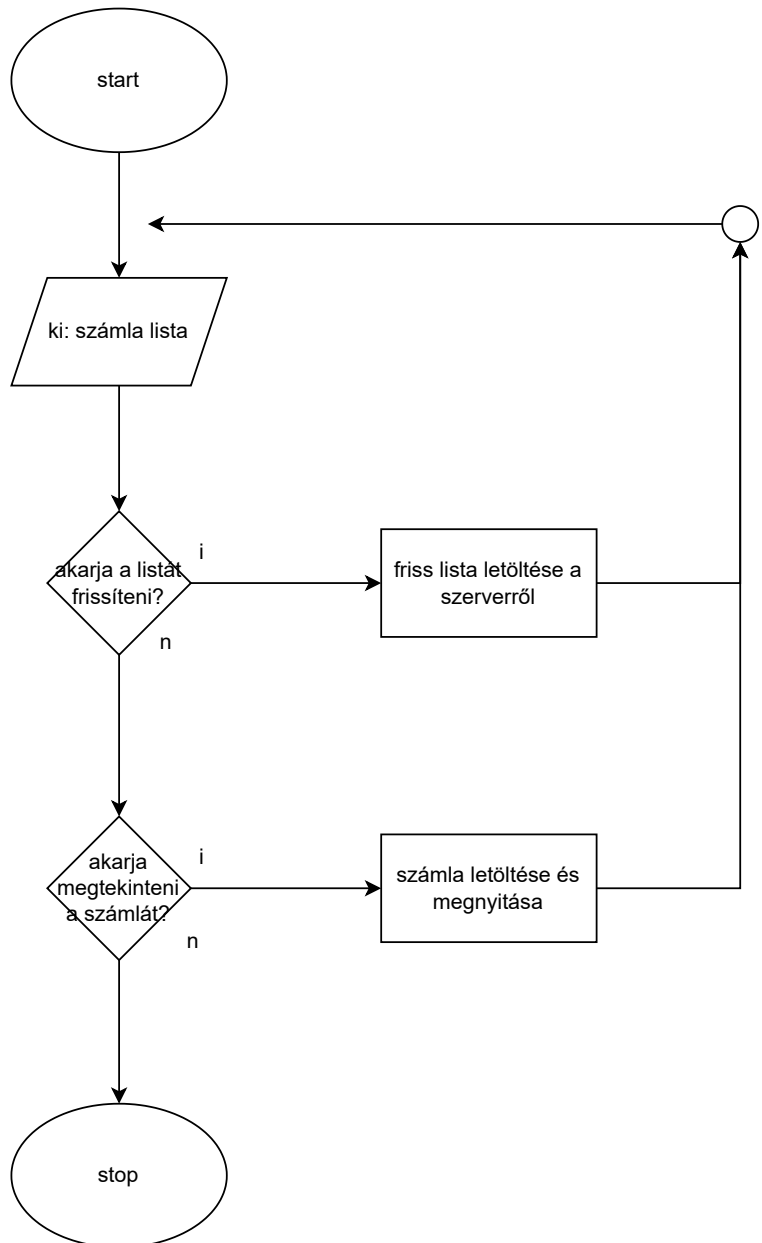 start
ki: számla lista
akarja a listát
frissíteni?
i
n
friss lista letöltése a
szerverről
akarja
megtekinteni
a számlát?
i
n
számla letöltése és
megnyitása
stop